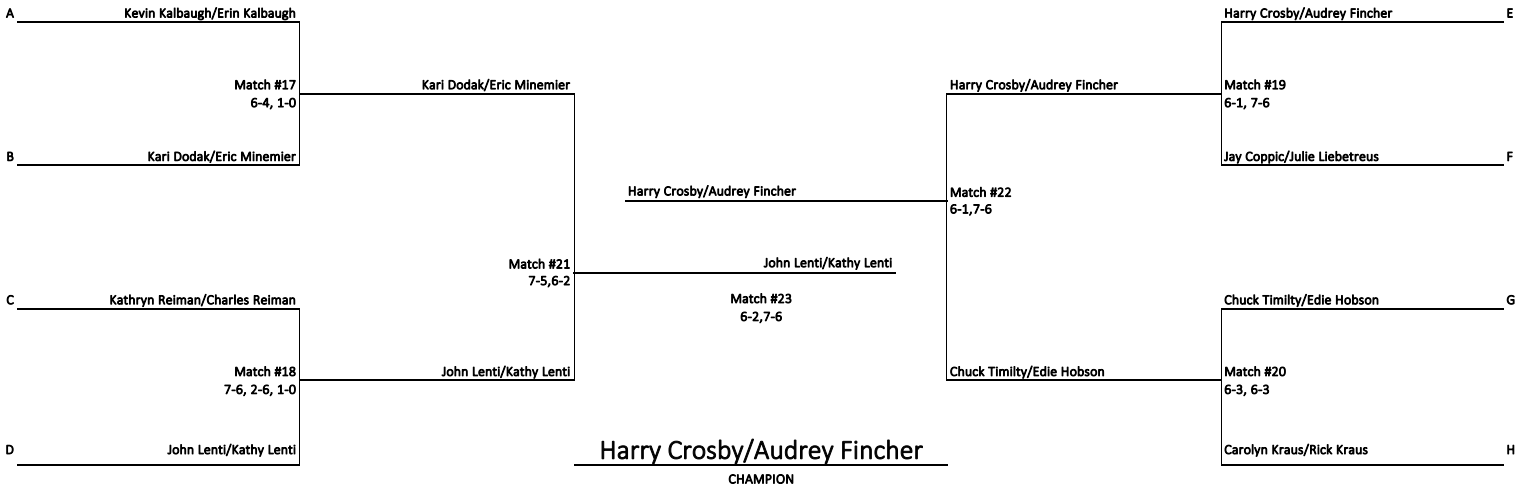 A Kevin Kalbaugh/Erin Kalbaugh
Harry Crosby/Audrey Fincher E
Match #17
6-4, 1-0
Kari Dodak/Eric Minemier
Harry Crosby/Audrey Fincher
Match #19
6-1, 7-6
B Kari Dodak/Eric Minemier
Jay Coppic/Julie Liebetreus F
Harry Crosby/Audrey Fincher
Match #22
6-1,7-6
Match #21
7-5,6-2
John Lenti/Kathy Lenti
Match #23
6-2,7-6
C Kathryn Reiman/Charles Reiman
Chuck Timilty/Edie Hobson G
Match #18
7-6, 2-6, 1-0
John Lenti/Kathy Lenti
Chuck Timilty/Edie Hobson
Match #20
6-3, 6-3
D John Lenti/Kathy Lenti
Harry Crosby/Audrey Fincher
CHAMPION
Carolyn Kraus/Rick Kraus H